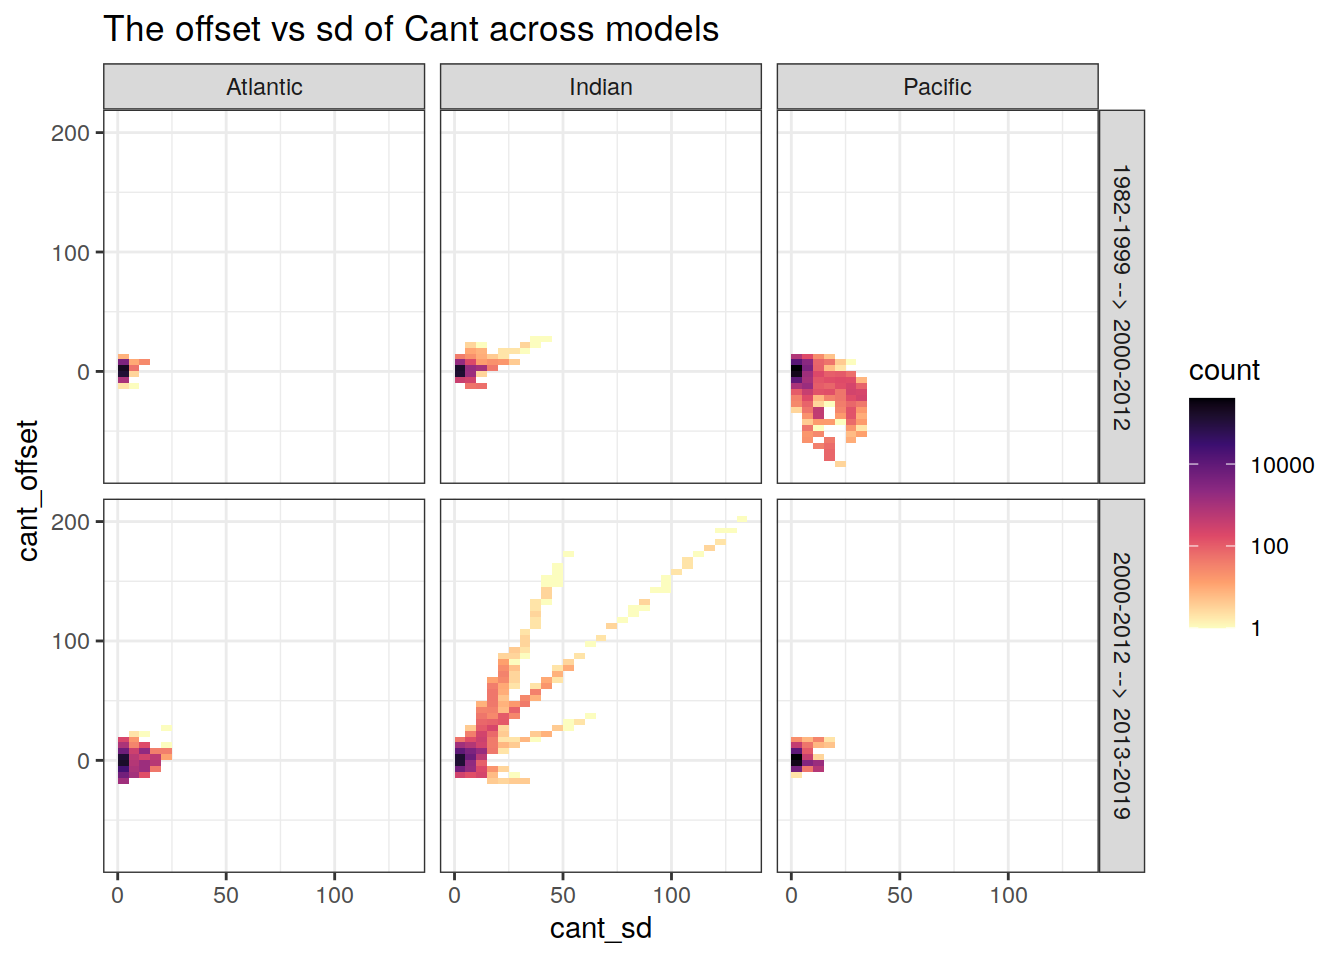 The offset vs sd of Cant across models
Atlantic
Indian
Pacific
200
100
0
1982-1999 --> 2000-2012
200
100
0
2000-2012 --> 2013-2019
cant_offset
0
50
100
0
50
100
0
50
100
cant_sd
count
10000
100
1